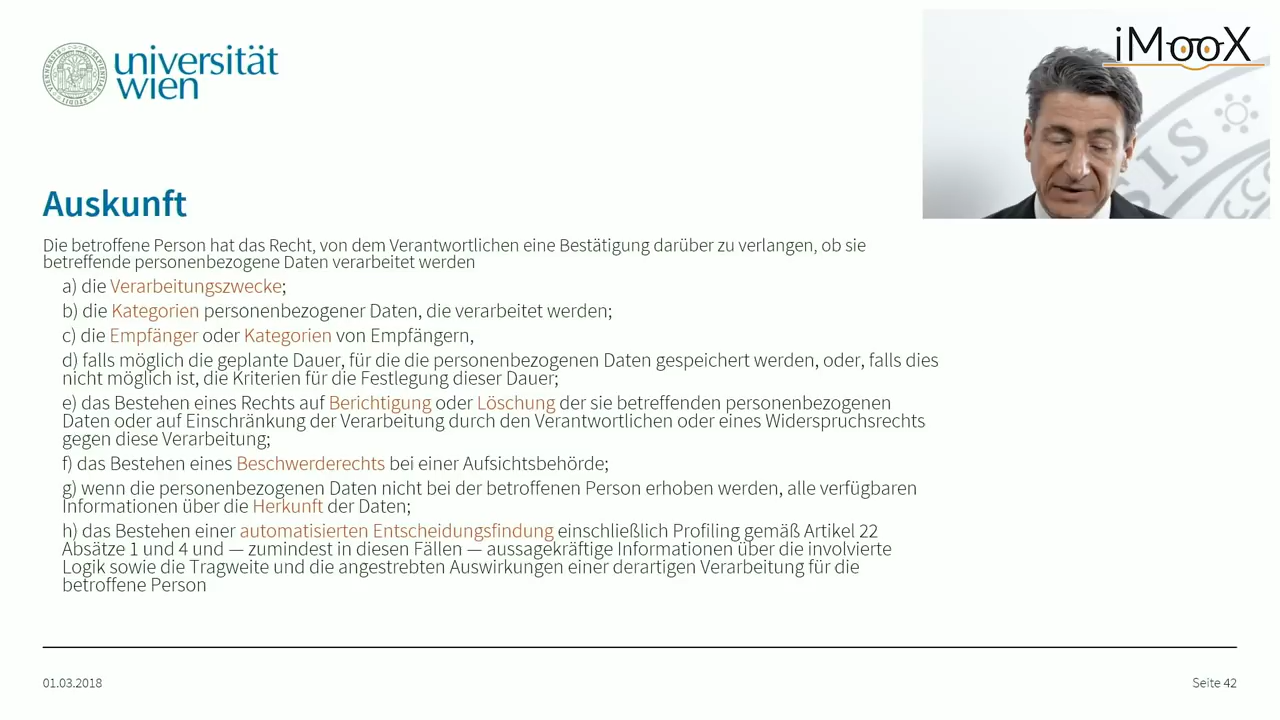 universität
wien
iMooX
SIS
Auskunft
Die betroffene Person hat das Recht, von dem Verantwortlichen eine Bestätigung darüber zu verlangen, ob sie
betreffende personenbezogene Daten verarbeitet werden
a) die Verarbeitungszwecke;
b) die Kategorien personenbezogener Daten, die verarbeitet werden;
c) die Empfänger oder Kategorien von Empfängern,
d) falls möglich die geplante Dauer, für die die personenbezogenen Daten gespeichert werden, oder, falls dies
nicht möglich ist, die Kriterien für die Festlegung dieser Dauer;
e) das Bestehen eines Rechts auf Berichtigung oder Löschung der sie betreffenden personenbezogenen
Daten oder auf Einschränkung der Verarbeitung durch den Verantwortlichen oder eines Widerspruchsrechts
gegen diese Verarbeitung;
f) das Bestehen eines Beschwerderechts bei einer Aufsichtsbehörde;
g) wenn die personenbezogenen Daten nicht bei der betroffenen Person erhoben werden, alle verfügbaren
Informationen über die Herkunft der Daten;
h) das Bestehen einer automatisierten Entscheidungsfindung einschließlich Profiling gemäß Artikel 22
Absätze 1 und 4 und — zumindest in diesen Fällen — aussagekräftige Informationen über die involvierte
Logik sowie die Tragweite und die angestrebten Auswirkungen einer derartigen Verarbeitung für die
betroffene Person
01.03.2018
Seite 42